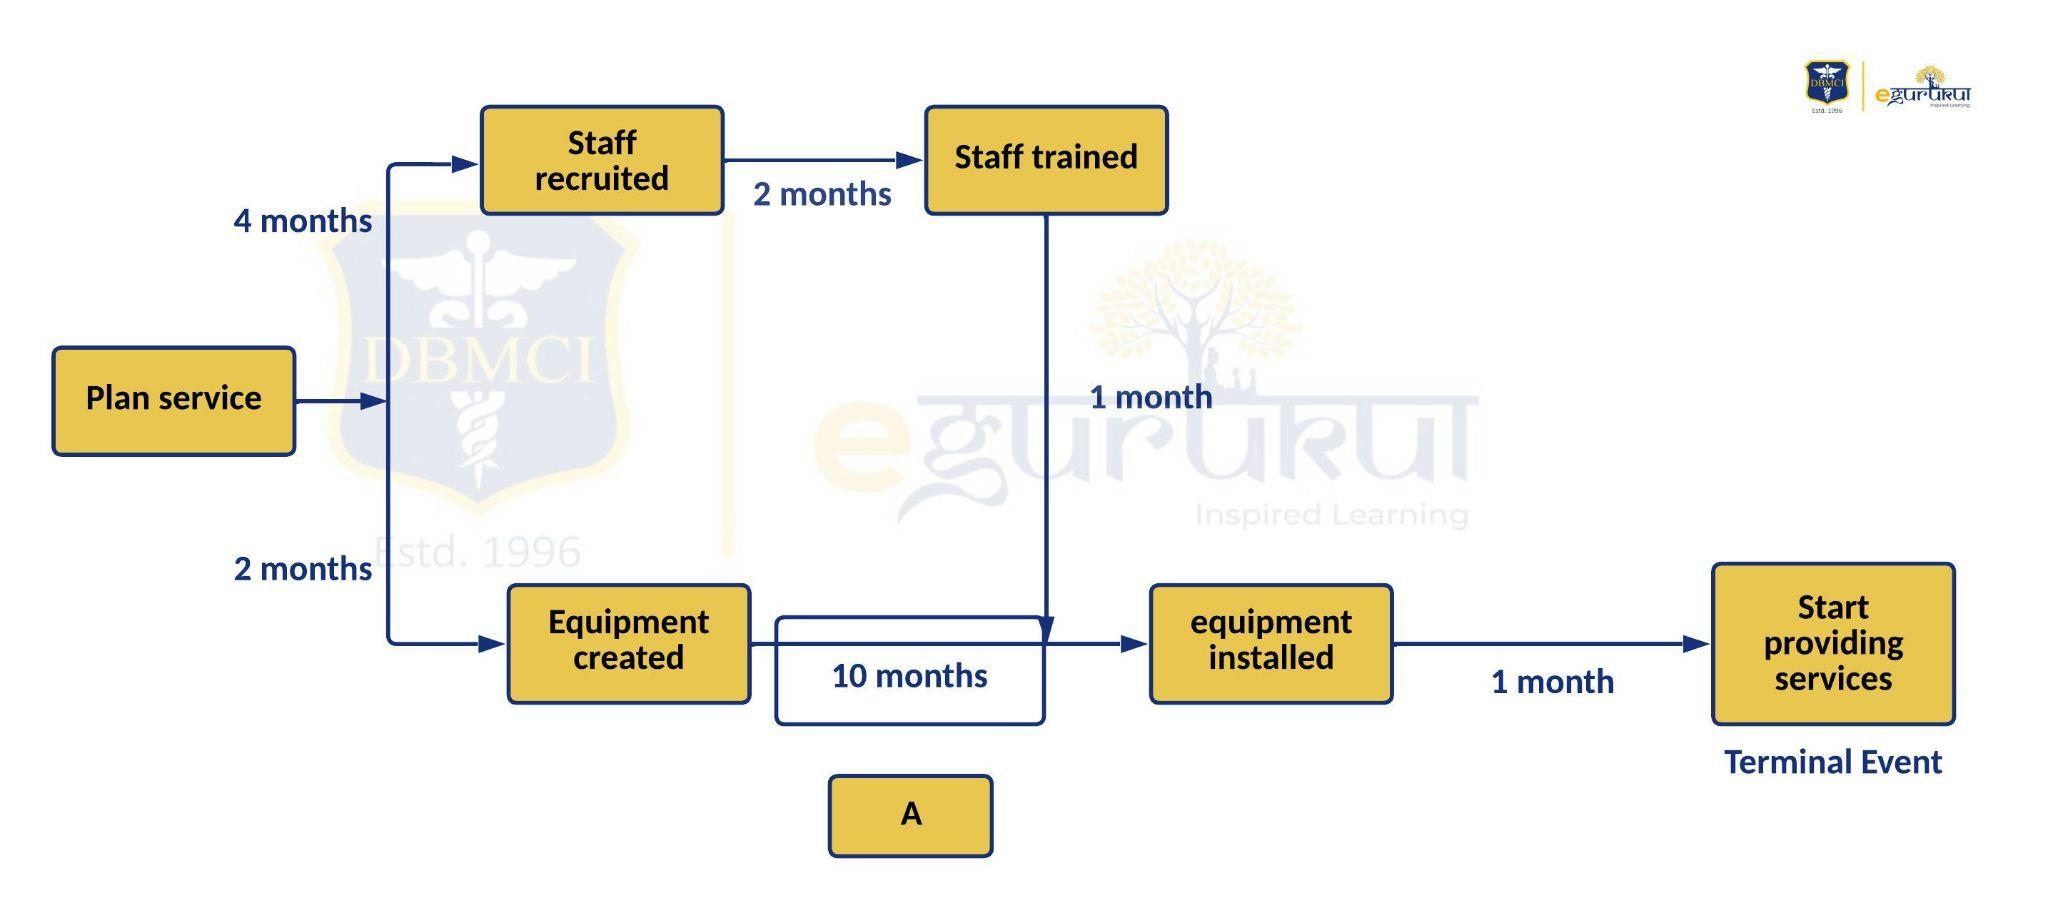 DBMCI
Estd. 1996
egurukul
Inspired Learning
Staff
recruited
2 months
Staff trained
4 months
Plan service
DBMCI
1 month
egurukul
Inspired Learning
Estd. 1996
2 months
Equipment
created
10 months
equipment
installed
1 month
Start
providing
services
Terminal Event
A